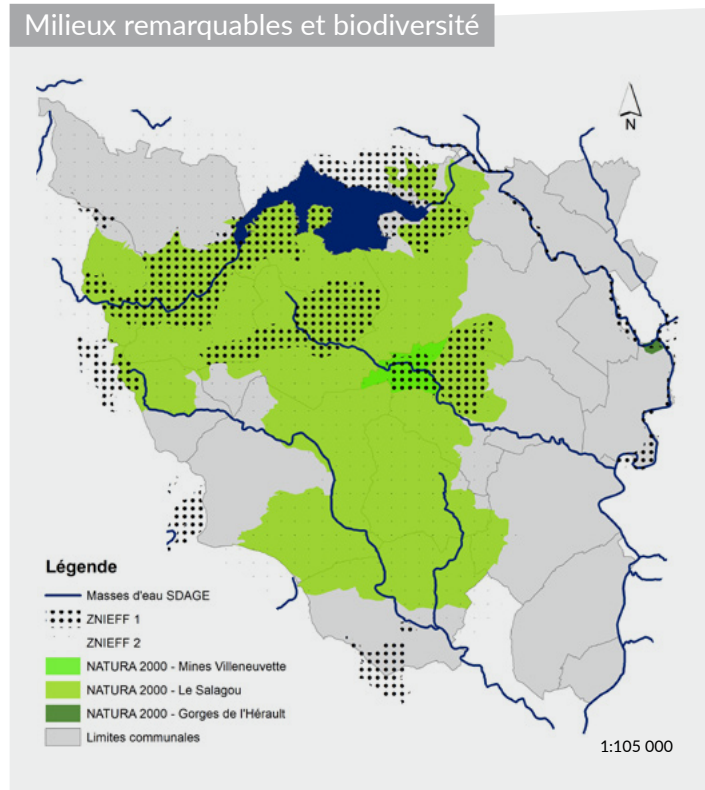 Milieux remarquables et biodiversité
N
Légende
Masses d'eau SDAGE
ZNIEFF 1
ZNIEFF 2
NATURA 2000 - Mines Villeneuvette
NATURA 2000 - Le Salagou
NATURA 2000 - Gorges de l'Hérault
Limites communales
1:105 000